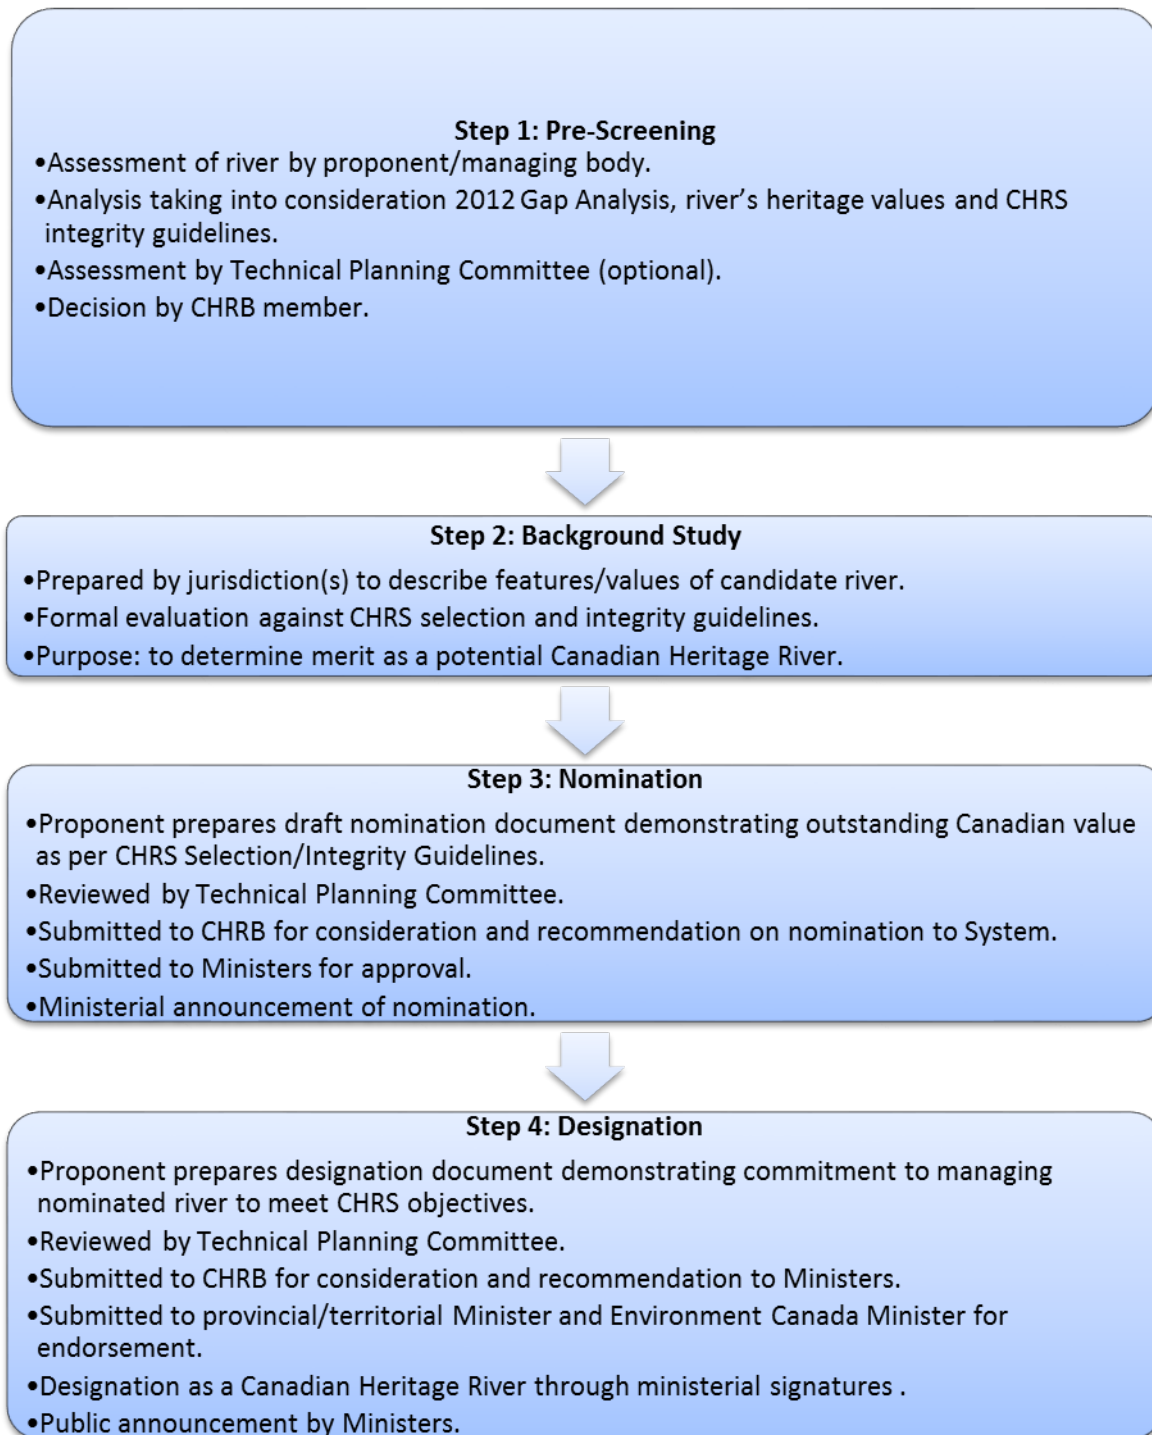 Step 1: Pre-Screening
•Assessment of river by proponent/managing body.
•Analysis taking into consideration 2012 Gap Analysis, river’s heritage values and CHRS
integrity guidelines.
•Assessment by Technical Planning Committee (optional).
•Decision by CHRB member.
Step 2: Background Study
•Prepared by jurisdiction(s) to describe features/values of candidate river.
•Formal evaluation against CHRS selection and integrity guidelines.
•Purpose: to determine merit as a potential Canadian Heritage River.
Step 3: Nomination
•Proponent prepares draft nomination document demonstrating outstanding Canadian value
as per CHRS Selection/Integrity Guidelines.
•Reviewed by Technical Planning Committee.
•Submitted to CHRB for consideration and recommendation on nomination to System.
•Submitted to Ministers for approval.
•Ministerial announcement of nomination.
Step 4: Designation
•Proponent prepares designation document demonstrating commitment to managing
nominated river to meet CHRS objectives.
•Reviewed by Technical Planning Committee.
•Submitted to CHRB for consideration and recommendation to Ministers.
•Submitted to provincial/territorial Minister and Environment Canada Minister for
endorsement.
•Designation as a Canadian Heritage River through ministerial signatures .
•Public announcement by Ministers.